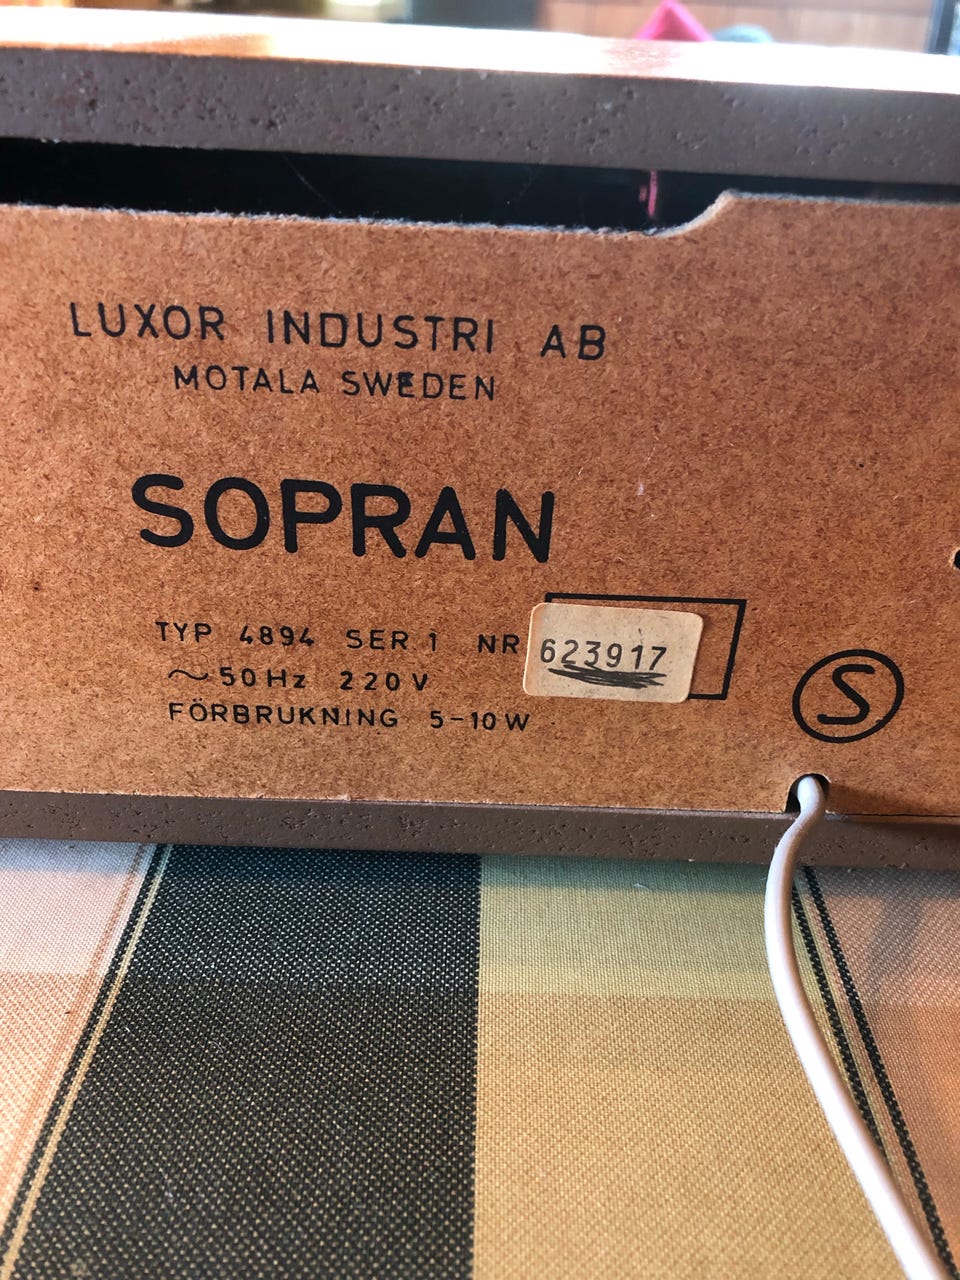 LUXOR INDUSTRI AB
MOTALA SWEDEN
SOPRAN
TYP 4894 SER 1 NR 623917
~50Hz 220V
FÖRBRUKNING 5-10W
S